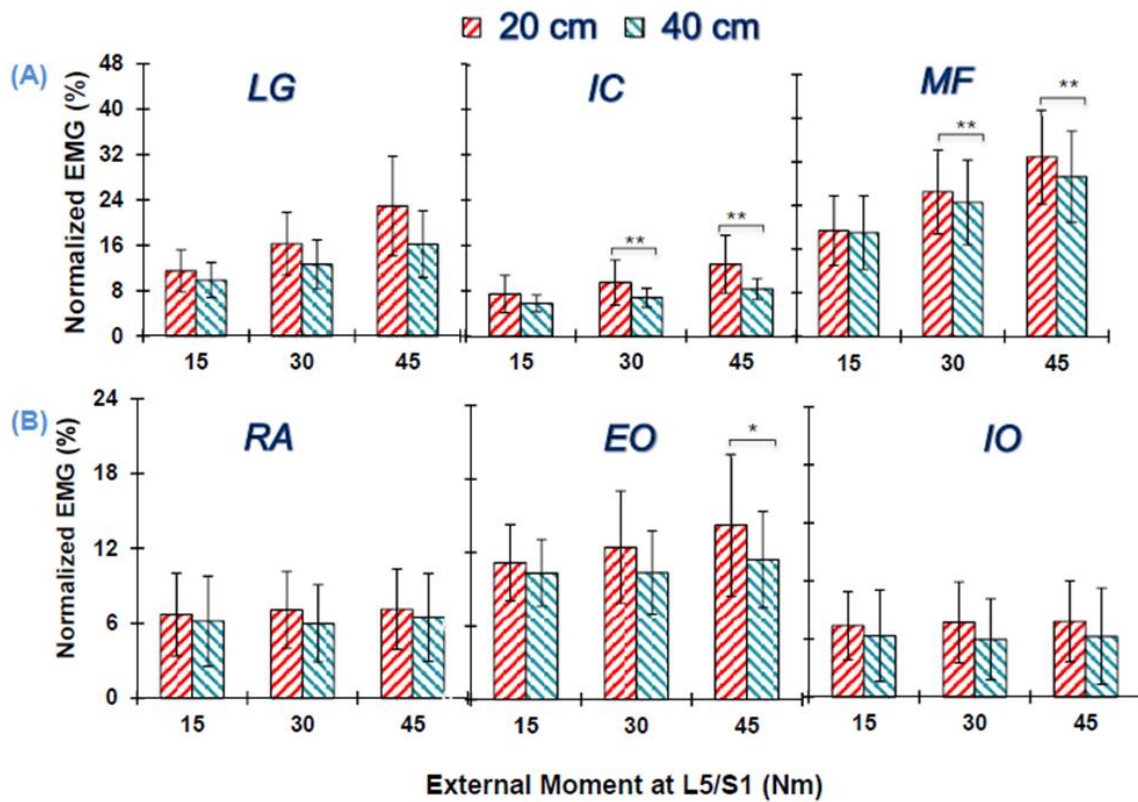 20 cm 40 cm
(A)
Normalized EMG (%)
48
40
32
24
16
8
0
LG
IC
MF
**
**
**
**
15 30 45 15 30 45 15 30 45
(B)
Normalized EMG (%)
24
18
12
6
0
RA
EO
IO
*
15 30 45 15 30 45 15 30 45
External Moment at L5/S1 (Nm)